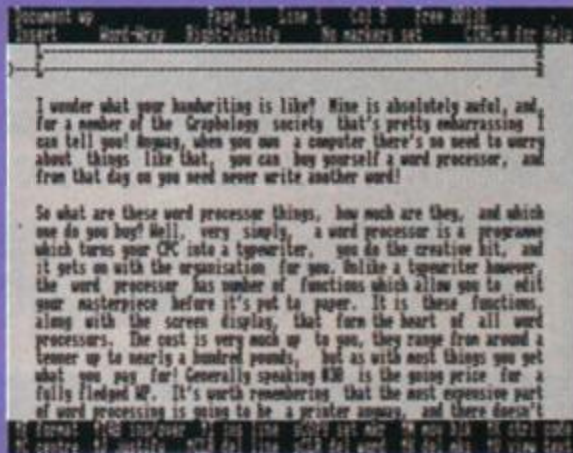 Document wp Page 1 Line 1 Col 5 Free
Insert Word-Wrap Right-Justify No markers set CTRL-H for Help
I wonder what your handwriting is like? Mine is absolutely awful, and,
for a member of the Graphology society that's pretty embarrassing I
can tell you! Anyway, when you own a computer there's no need to worry
about things like that, you can buy yourself a word processor, and
from that day on you need never write another word!
So what are these word processor things, how much are they, and which
one do you buy? Well, very simply, a word processor is a programme
which turns your CPC into a typewriter, you do the creative bit, and
it gets on with the organisation for you. Unlike a typewriter however,
the word processor has number of functions which allow you to edit
your masterpiece before it's put to paper. It is these functions,
along with the screen display, that form the heart of all word
processors. The cost is very much up to you, they range from around a
tenner up to nearly a hundred pounds, but as with most things you get
what you pay for! Generally speaking is the going price for a
fully fledged WP. It's worth remembering that the most expensive part
of word processing is going to be a printer anyway, and there doesn't